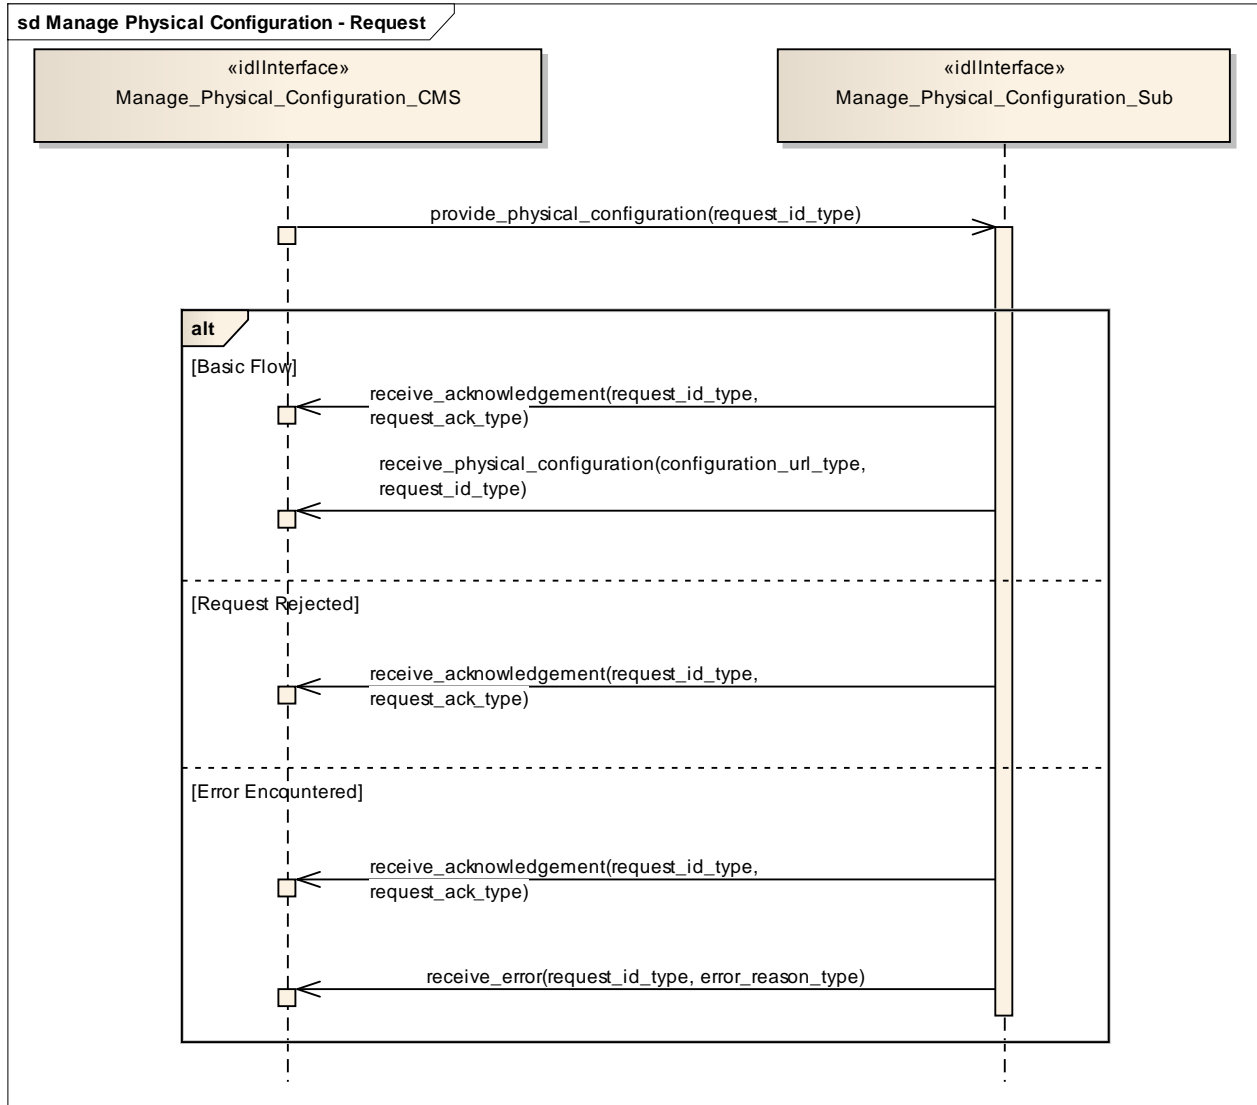 sd Manage Physical Configuration - Request
«idlInterface»
Manage_Physical_Configuration_CMS
«idlInterface»
Manage_Physical_Configuration_Sub
provide_physical_configuration(request_id_type)
alt
[Basic Flow]
receive_acknowledgement(request_id_type,
request_ack_type)
receive_physical_configuration(configuration_url_type,
request_id_type)
[Request Rejected]
receive_acknowledgement(request_id_type,
request_ack_type)
[Error Encountered]
receive_acknowledgement(request_id_type,
request_ack_type)
receive_error(request_id_type, error_reason_type)